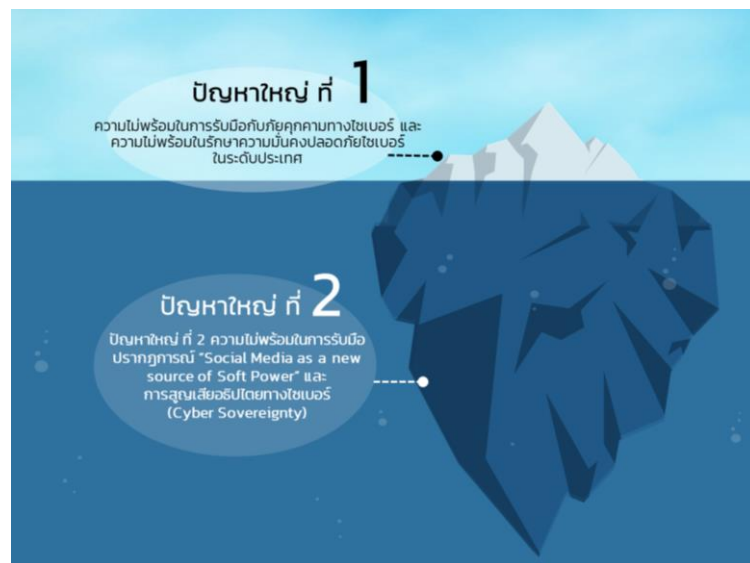 ปัญหาใหญ่ ที่ 1
ความไม่พร้อมในการรับมือกับภัยคุกคามทางไซเบอร์ และ
ความไม่พร้อมในรักษาความมั่นคงปลอดภัยไซเบอร์
ในระดับประเทศ
ปัญหาใหญ่ ที่ 2
ปัญหาใหญ่ ที่ 2 ความไม่พร้อมในการรับมือ
ปรากฏการณ์ "Social Media as a new
source of Soft Power" และ
การสูญเสียอธิปไตยทางไซเบอร์
(Cyber Sovereignty)